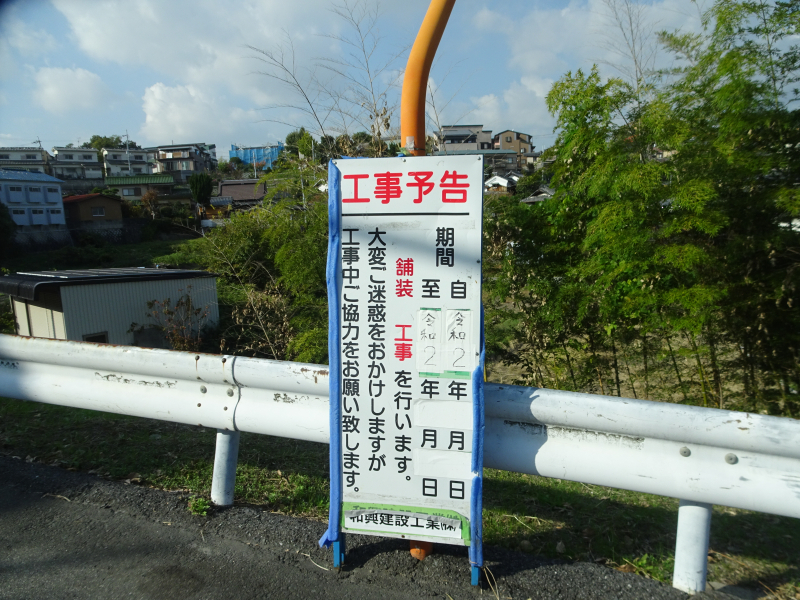 工事予告
期間
自令和2年 月 日
至令和2年 月 日
舗装 工事を行います。
大変ご迷惑をおかけしますが
工事中ご協力をお願い致します。
和興建設工業㈱